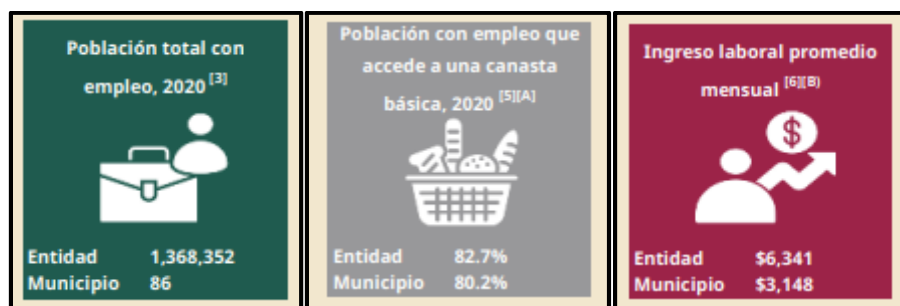 Población total con
empleo, 2020 [3]
Entidad 1,368,352
Municipio 86
Población con empleo que
accede a una canasta
básica, 2020 [5][A]
Entidad 82.7%
Municipio 80.2%
Ingreso laboral promedio
mensual [6][B)
$
Entidad $6,341
Municipio $3,148